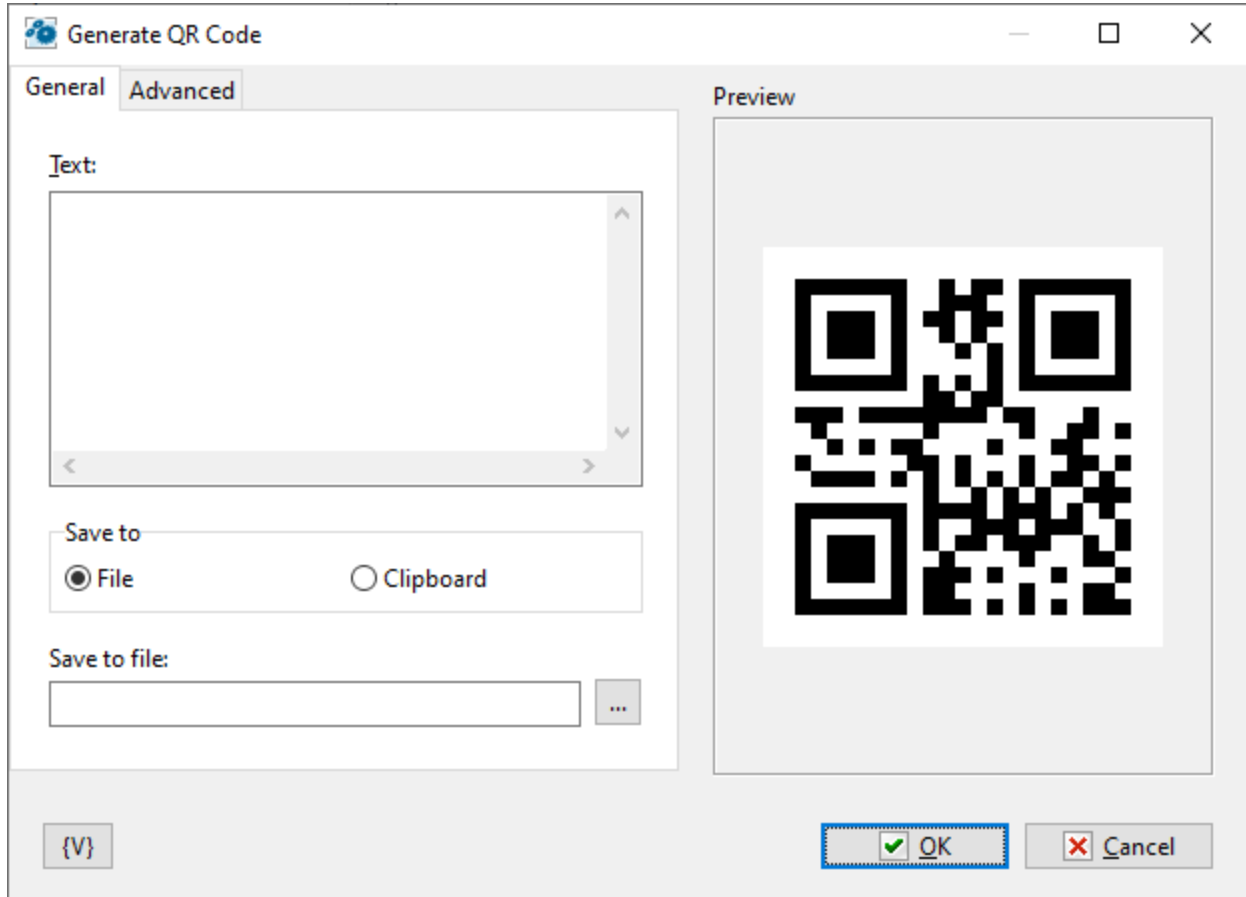 Generate QR Code
General Advanced
Preview
Text:
Save to
File Clipboard
Save to file:
...
{V} OK Cancel